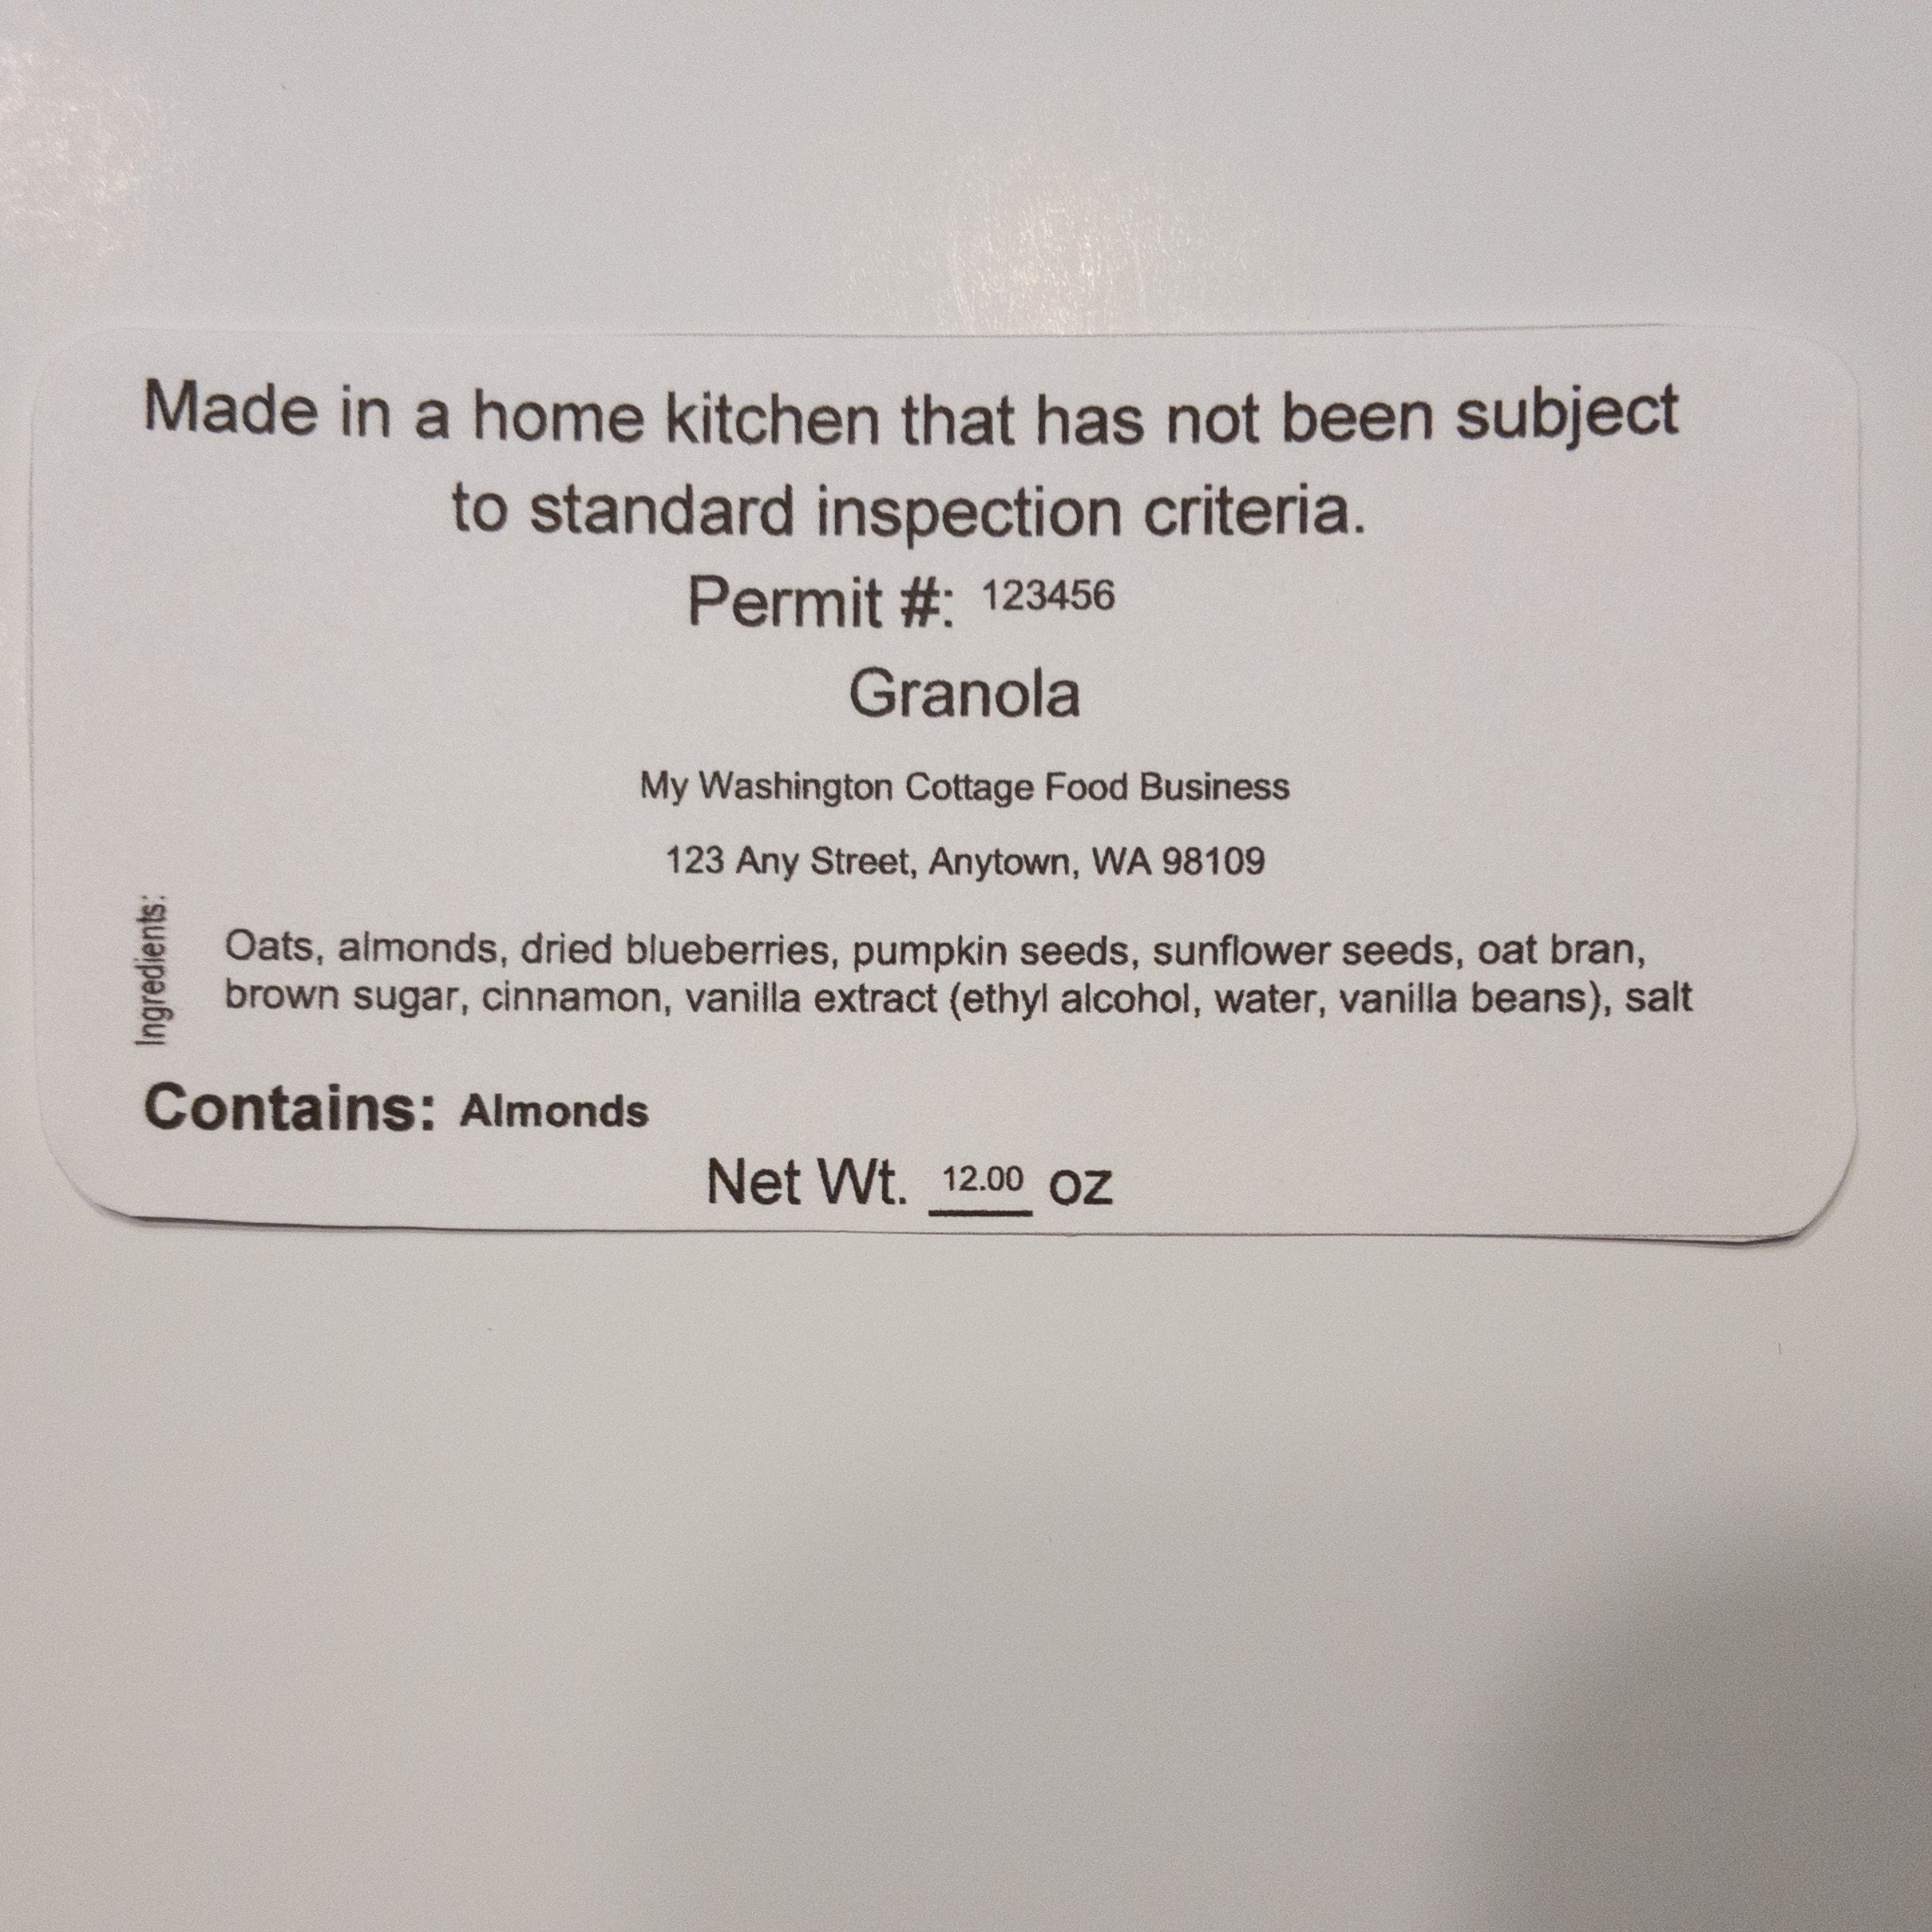 Made in a home kitchen that has not been subject
to standard inspection criteria.
Permit #: 123456
Granola
My Washington Cottage Food Business
123 Any Street, Anytown, WA 98109
Ingredients:
Oats, almonds, dried blueberries, pumpkin seeds, sunflower seeds, oat bran,
brown sugar, cinnamon, vanilla extract (ethyl alcohol, water, vanilla beans), salt
Contains: Almonds
Net Wt. 12.00 oz